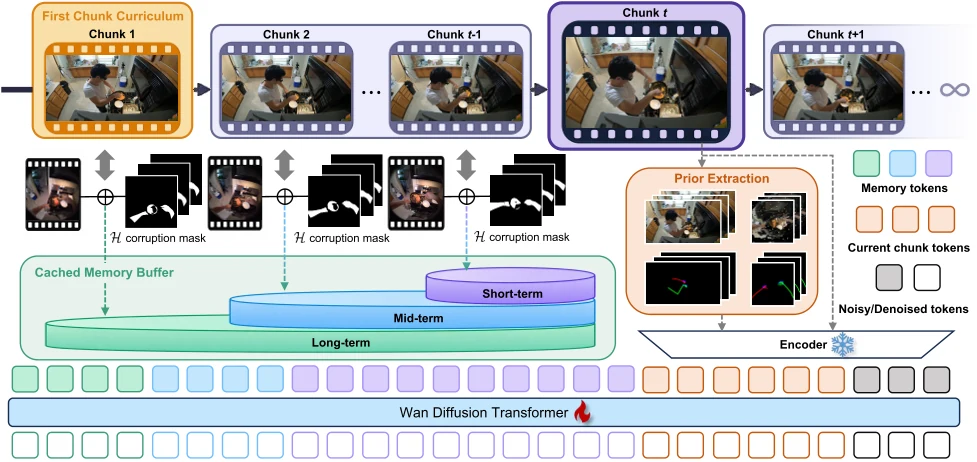 First Chunk Curriculum
Chunk 1
Chunk 2
Chunk t-1
Chunk t
Chunk t+1
...
...
∞
ℋ corruption mask
ℋ corruption mask
ℋ corruption mask
Prior Extraction
Memory tokens
Current chunk tokens
Noisy/Denoised tokens
Cached Memory Buffer
Short-term
Mid-term
Long-term
Encoder
Wan Diffusion Transformer